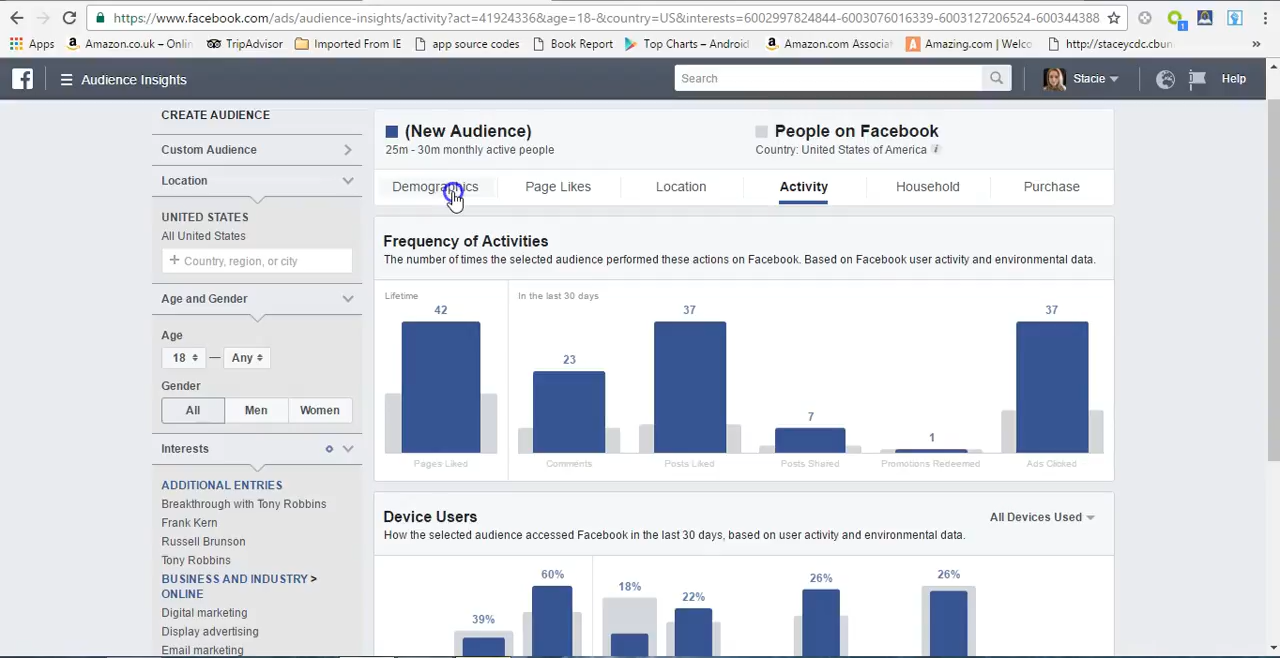 https://www.facebook.com/ads/audience-insights/activity?act=41924336&age=18-&country=US&interests=6002997824844-6003076016339-6003127206524-600344388
Apps
Amazon.co.uk – Onlin
TripAdvisor
Imported From IE
app source codes
Book Report
Top Charts – Android
Amazon.com Associat
Amazing.com | Welco
http://staceycdc.cbun
»
1
Audience Insights
Search
Stacie
Help
CREATE AUDIENCE
Custom Audience
Location
UNITED STATES
All United States
+ Country, region, or city
Age and Gender
Age
18 — Any
Gender
All Men Women
Interests
ADDITIONAL ENTRIES
Breakthrough with Tony Robbins
Frank Kern
Russell Brunson
Tony Robbins
BUSINESS AND INDUSTRY >
ONLINE
Digital marketing
Display advertising
Email marketing
(New Audience)
25m - 30m monthly active people
People on Facebook
Country: United States of America i
Demographics Page Likes Location Activity Household Purchase
Frequency of Activities
The number of times the selected audience performed these actions on Facebook. Based on Facebook user activity and environmental data.
Lifetime
In the last 30 days
42
23
37
7
1
37
Pages Liked
Comments
Posts Liked
Posts Shared
Promotions Redeemed
Ads Clicked
Device Users
All Devices Used
How the selected audience accessed Facebook in the last 30 days, based on user activity and environmental data.
39%
60%
18%
22%
26%
26%